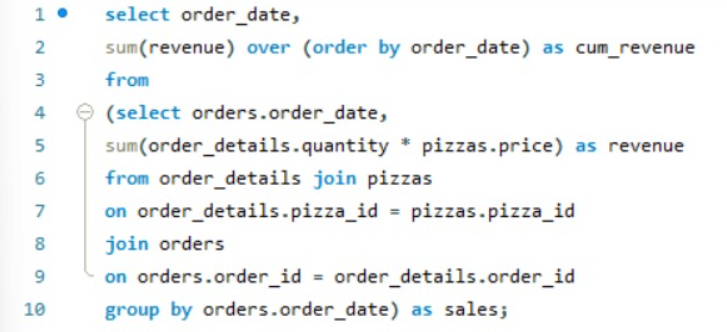 1 select order_date,
2 sum(revenue) over (order by order_date) as cum_revenue
3 from
4 (select orders.order_date,
5 sum(order_details.quantity * pizzas.price) as revenue
6 from order_details join pizzas
7 on order_details.pizza_id = pizzas.pizza_id
8 join orders
9 on orders.order_id = order_details.order_id
10 group by orders.order_date) as sales;